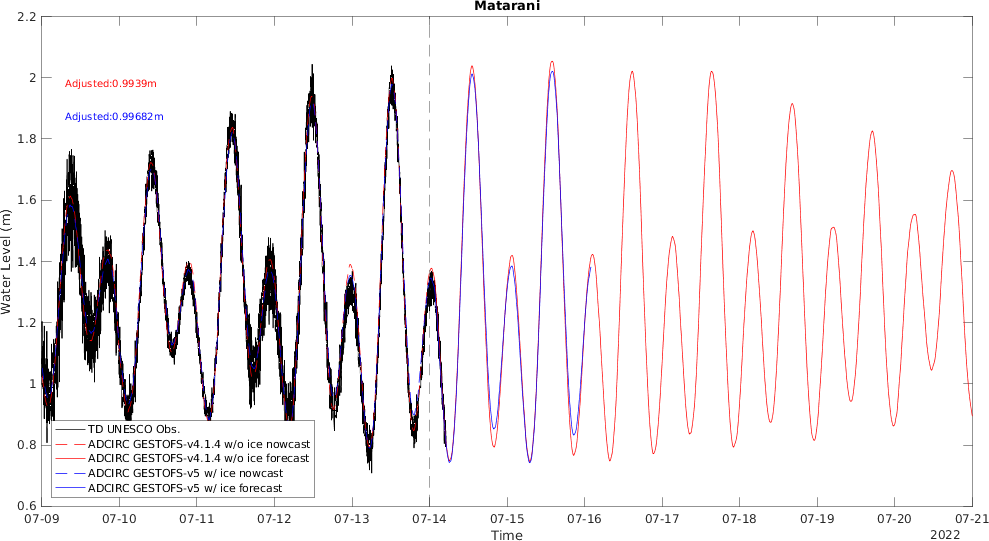 Matarani
2.2
2
1.8
1.6
1.4
1.2
1
0.8
0.6
Water Level (m)
Adjusted:0.9939m
Adjusted:0.99682m
TD UNESCO Obs.
ADCIRC GESTOFS-v4.1.4 w/o ice nowcast
ADCIRC GESTOFS-v4.1.4 w/o ice forecast
ADCIRC GESTOFS-v5 w/ ice nowcast
ADCIRC GESTOFS-v5 w/ ice forecast
07-09 07-10 07-11 07-12 07-13 07-14 07-15 07-16 07-17 07-18 07-19 07-20 07-21
Time
2022